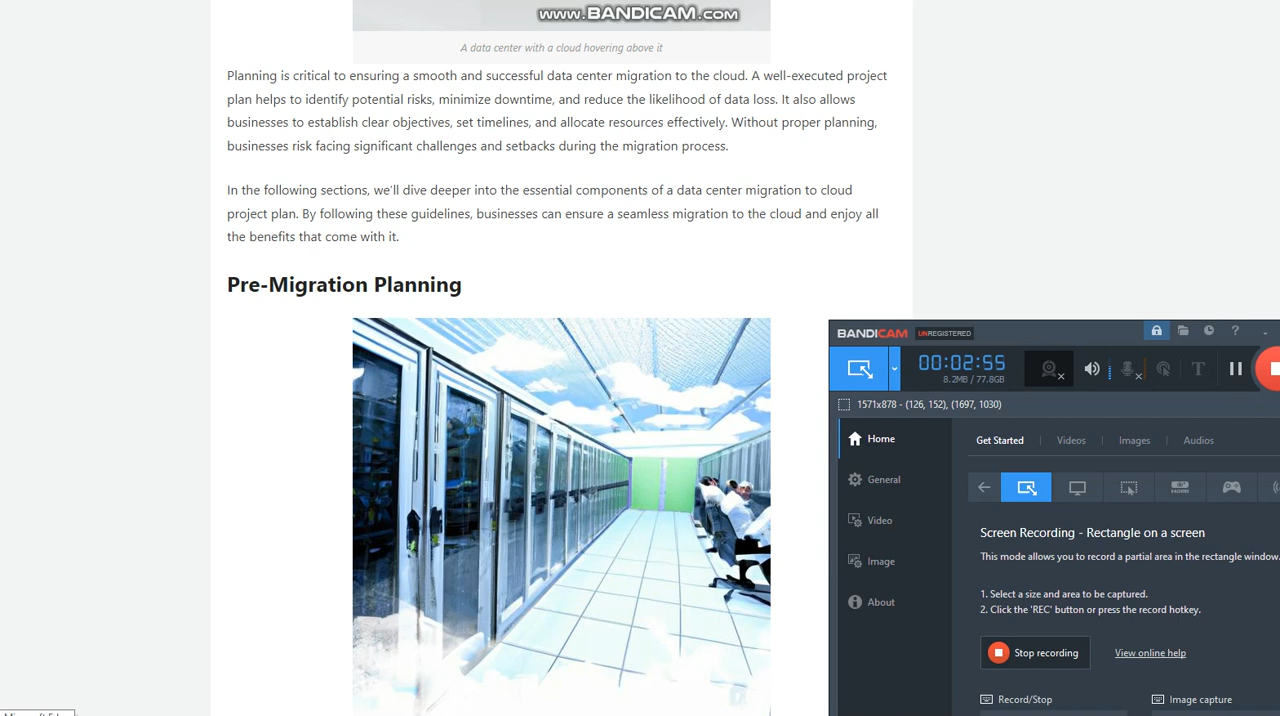 www.BANDICAM.com
A data center with a cloud hovering above it
Planning is critical to ensuring a smooth and successful data center migration to the cloud. A well-executed project
plan helps to identify potential risks, minimize downtime, and reduce the likelihood of data loss. It also allows
businesses to establish clear objectives, set timelines, and allocate resources effectively. Without proper planning,
businesses risk facing significant challenges and setbacks during the migration process.
In the following sections, we'll dive deeper into the essential components of a data center migration to cloud
project plan. By following these guidelines, businesses can ensure a seamless migration to the cloud and enjoy all
the benefits that come with it.
Pre-Migration Planning
BANDICAM UNREGISTERED
00:02:55
8.2MB / 77.8GB
1571x878 - (126, 152), (1697, 1030)
Home
General
Video
Image
About
Get Started Videos Images Audios
Screen Recording - Rectangle on a screen
This mode allows you to record a partial area in the rectangle window.
1. Select a size and area to be captured.
2. Click the 'REC' button or press the record hotkey.
Stop recording View online help
Record/Stop Image capture